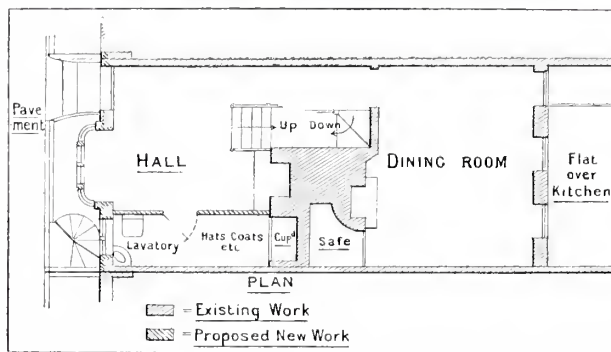 Pave
ment
HALL
Up Down
DINING ROOM
Flat
over
Kitchen
Lavatory
Hats Coats
etc
Cupd
Safe
PLAN
= Existing Work
= Proposed New Work